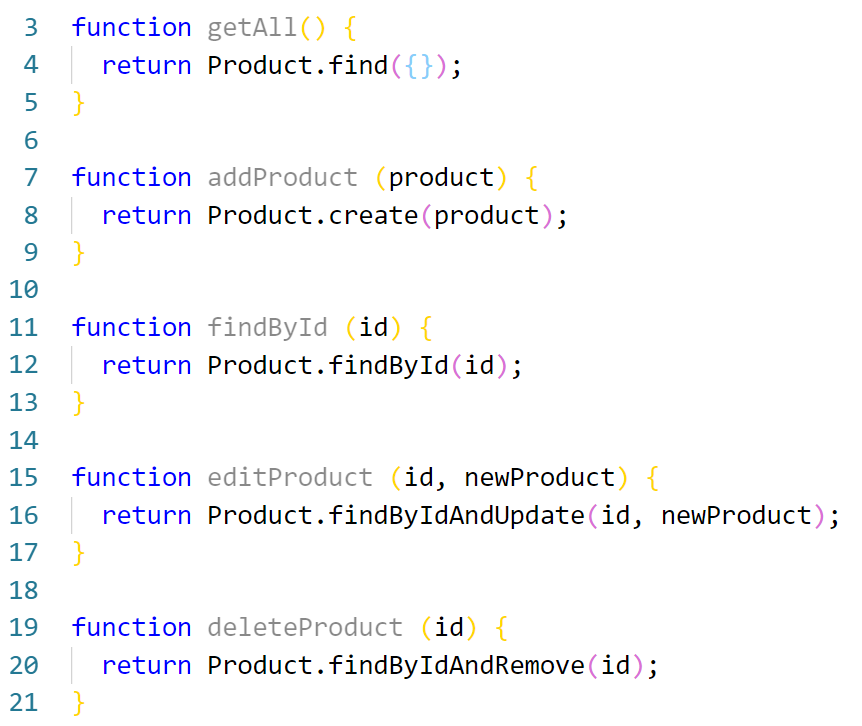 3 function getAll() {
4   return Product.find({});
5 }
6
7 function addProduct (product) {
8   return Product.create(product);
9 }
10
11 function findById (id) {
12   return Product.findById(id);
13 }
14
15 function editProduct (id, newProduct) {
16   return Product.findByIdAndUpdate(id, newProduct);
17 }
18
19 function deleteProduct (id) {
20   return Product.findByIdAndRemove(id);
21 }